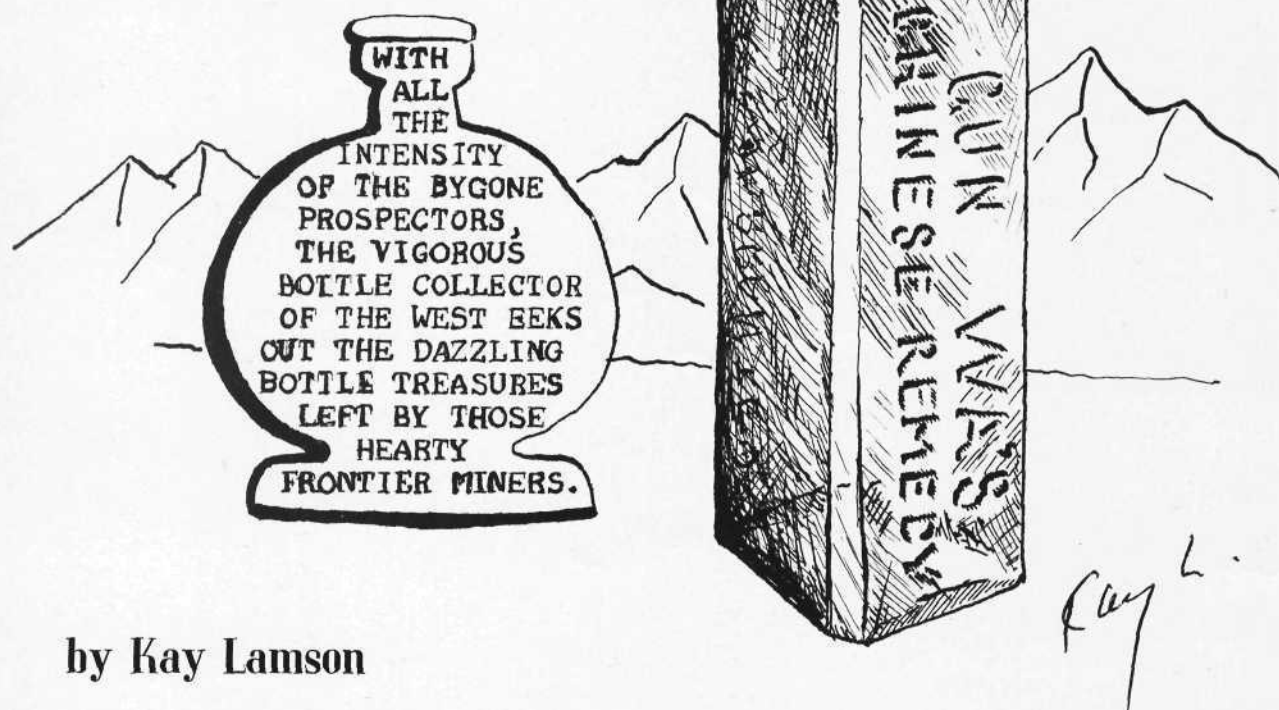 WITH
ALL
THE
INTENSITY
OF THE BYGONE
PROSPECTORS,
THE VIGOROUS
BOTTLE COLLECTOR
OF THE WEST EEKS
OUT THE DAZZLING
BOTTLE TREASURES
LEFT BY THOSE
HEARTY
FRONTIER MINERS.
GUN WA'S
CHINESE REMEDY
Kay L.
by Kay Lamson